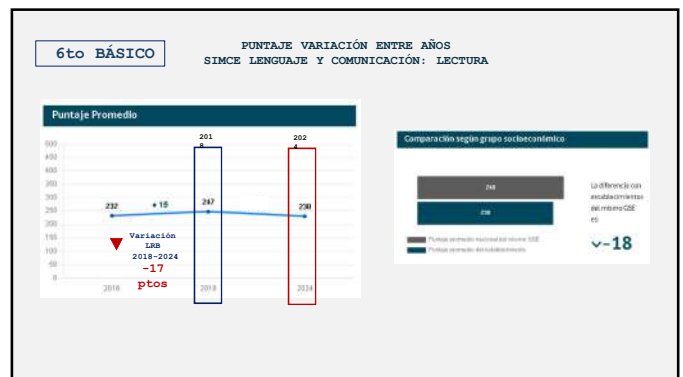 6to BÁSICO
PUNTAJE VARIACIÓN ENTRE AÑOS
SIMCE LENGUAJE Y COMUNICACIÓN: LECTURA
Puntaje Promedio
201
8
202
4
400
350
300
250
200
150
100
50
0
232
+ 15
247
230
Variación
LRB
2018-2024
-17
ptos
2016
2018
2024
Comparación según grupo socioeconómico
248
230
La diferencia con
establecimientos
del mismo GSE
es:
-18
Puntaje promedio nacional del mismo GSE
Puntaje promedio del establecimiento